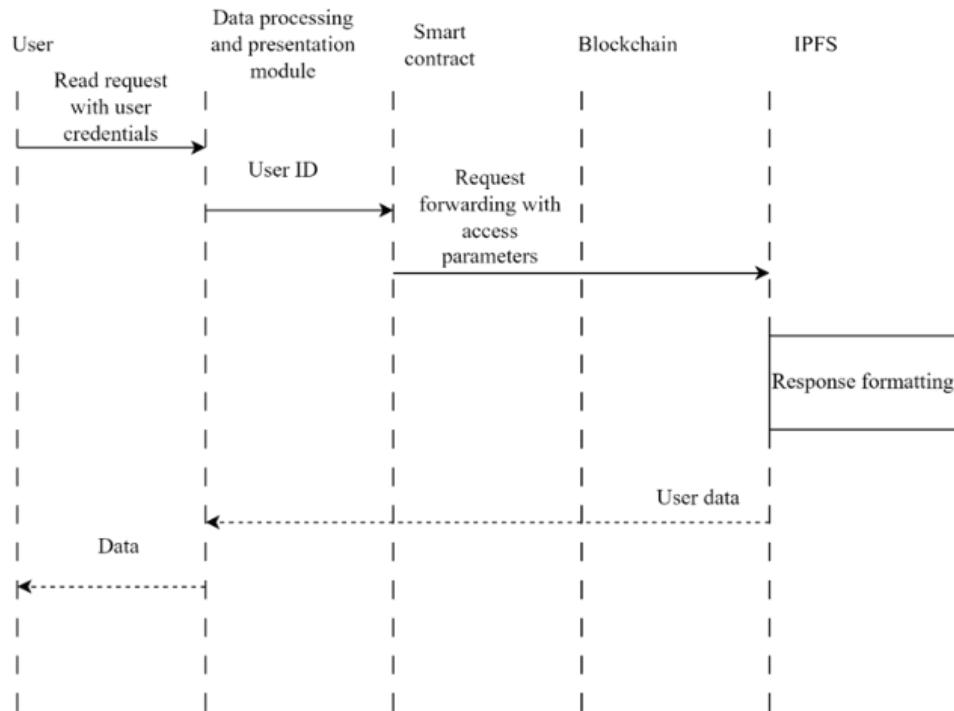 User
Data processing
and presentation
module
Smart
contract
Blockchain
IPFS
Read request
with user
credentials
User ID
Request
forwarding with
access
parameters
Response formatting
User data
Data